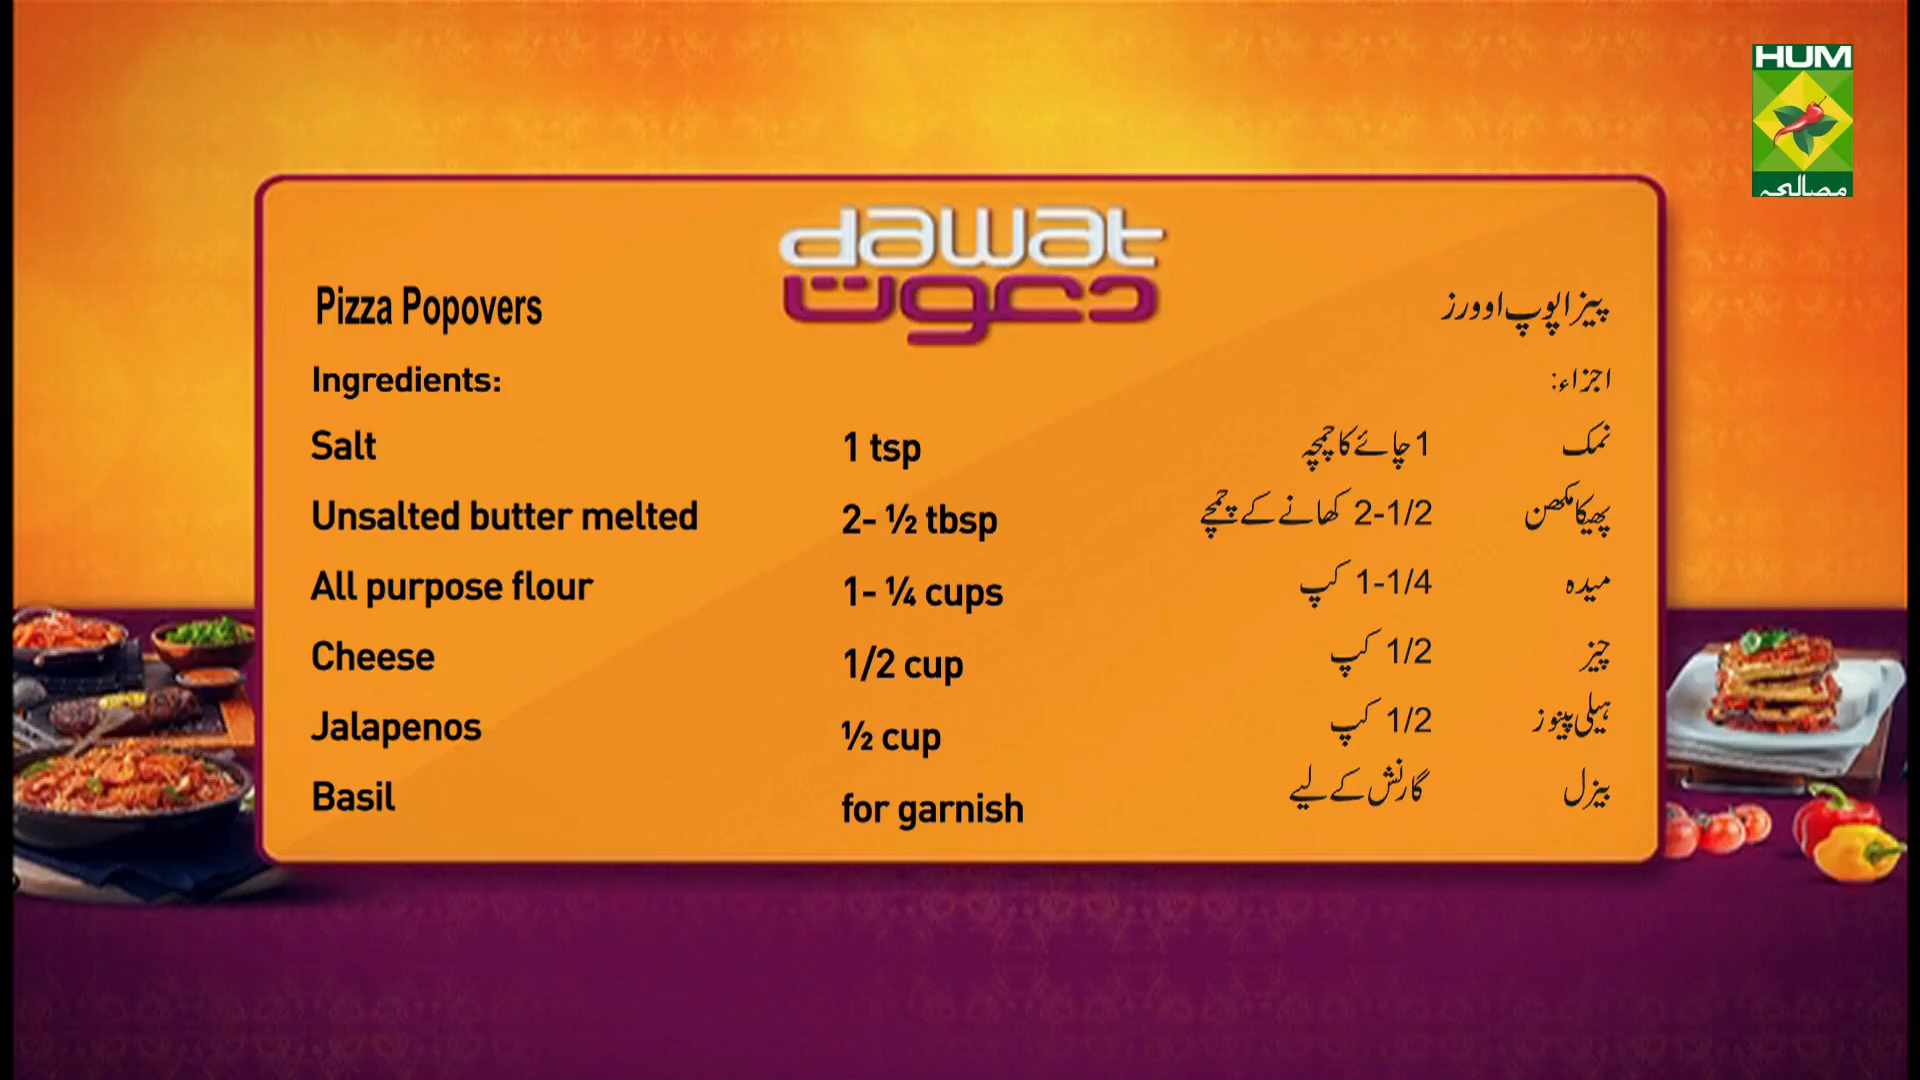 HUM
مصالحہ
dawat
دعوت
Pizza Popovers پیزا پوپ اوورز
Ingredients: اجزاء:
Salt 1 tsp نمک 1 چائے کا چمچہ
Unsalted butter melted 2- ½ tbsp پھیکا مکھن 2-1/2 کھانے کے چمچے
All purpose flour 1- ¼ cups میدہ 1-1/4 کپ
Cheese 1/2 cup چیز 1/2 کپ
Jalapenos ½ cup ہیلی پینوز 1/2 کپ
Basil for garnish بیزل گارنش کے لیے